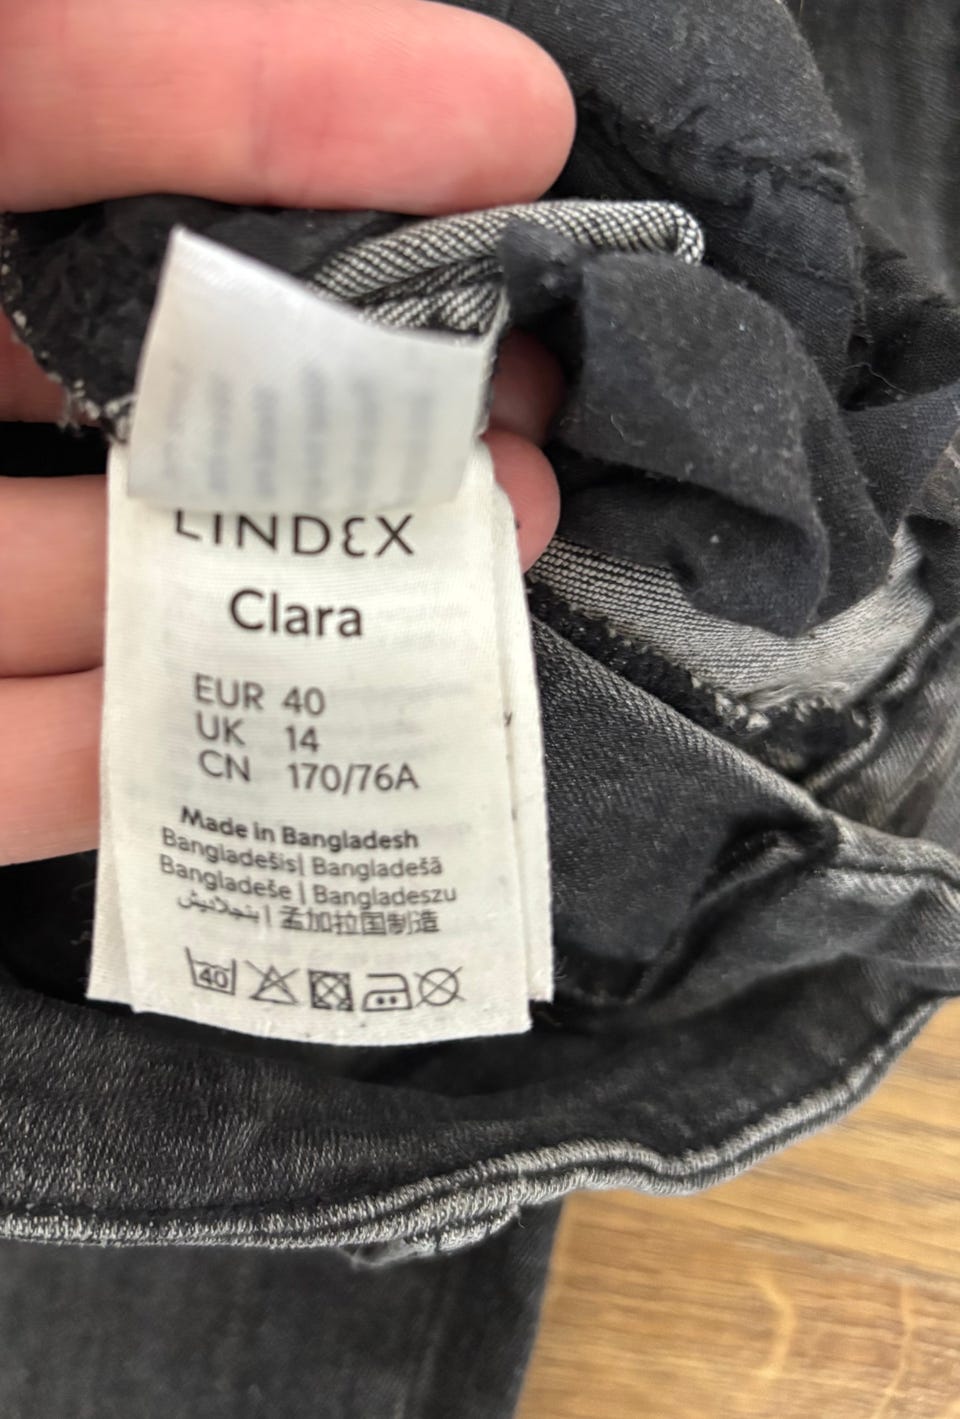 LINDEX
Clara
EUR 40
UK 14
CN 170/76A
Made in Bangladesh
Bangladešis| Bangladešā
Bangladeše | Bangladeszu
بنجلاديش | 孟加拉国制造
40